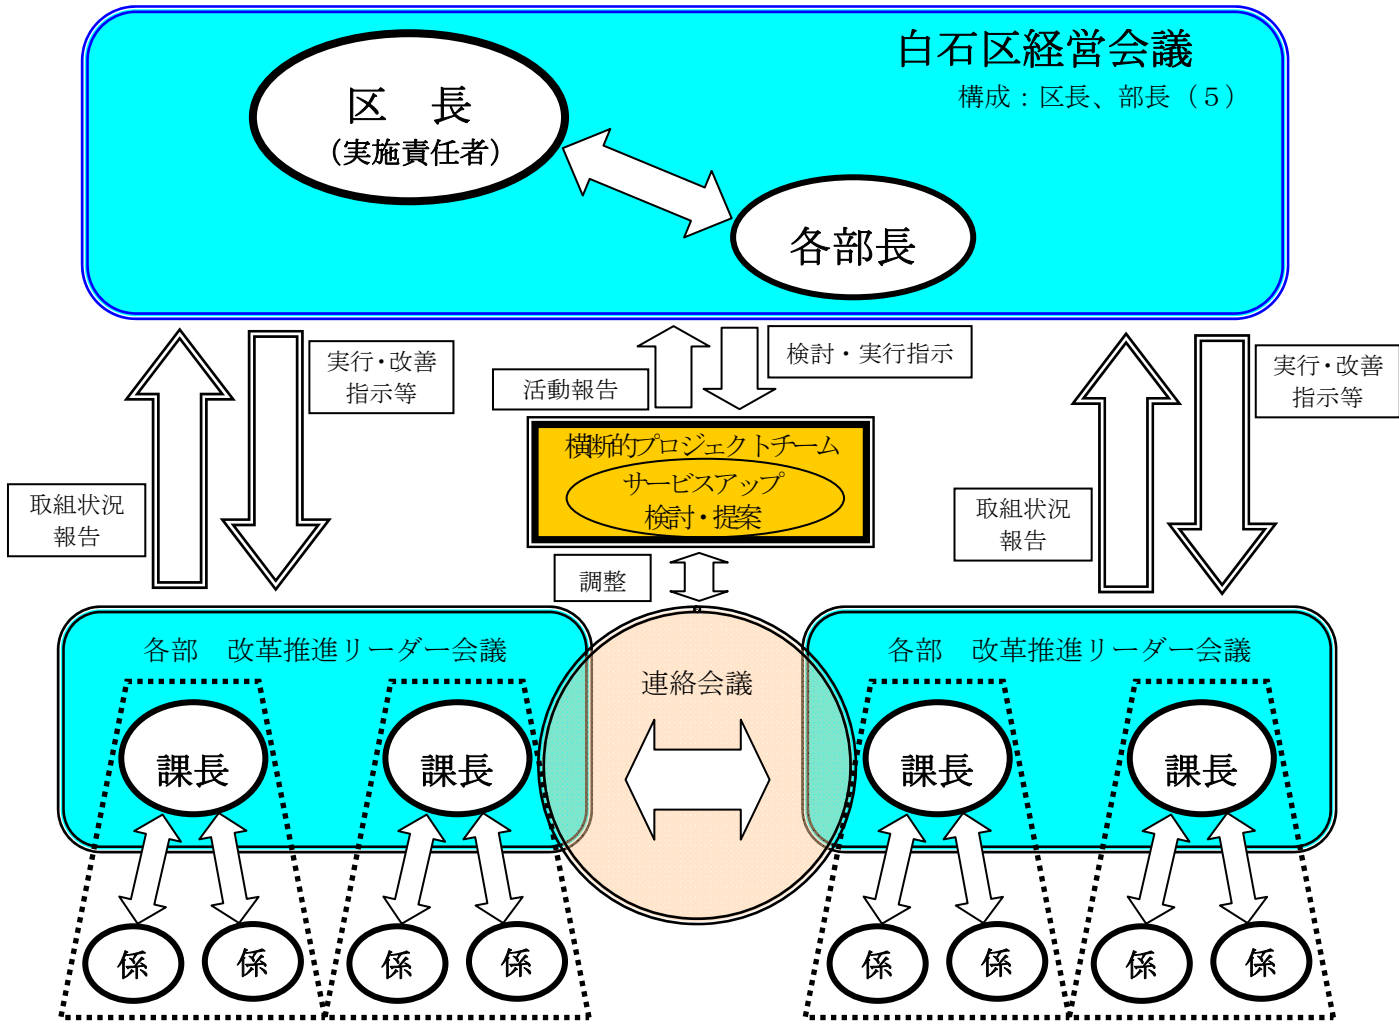 白石区経営会議
構成：区長、部長（５）
区　長
（実施責任者）
各部長
実行・改善
指示等
活動報告
検討・実行指示
実行・改善
指示等
取組状況
報告
横断的プロジェクトチーム
サービスアップ
検討・提案
取組状況
報告
調整
各部　改革推進リーダー会議
連絡会議
各部　改革推進リーダー会議
課長
課長
課長
課長
係
係
係
係
係
係
係
係